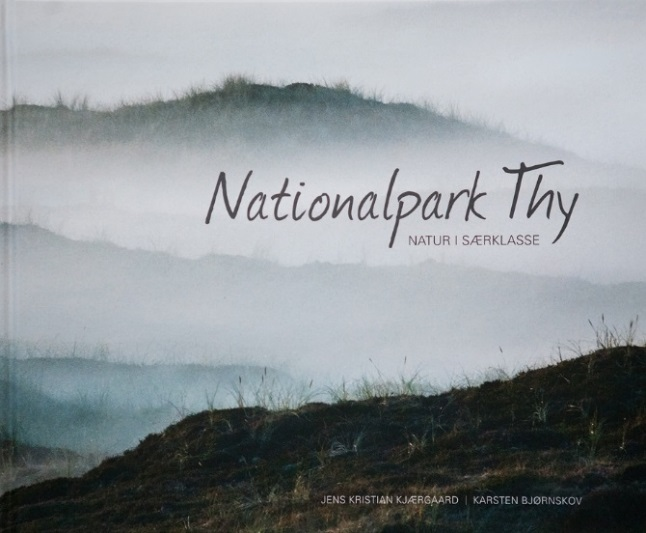 Nationalpark Thy
NATUR I SÆRKLASSE
JENS KRISTIAN KJÆRGAARD | KARSTEN BJØRNSKOV